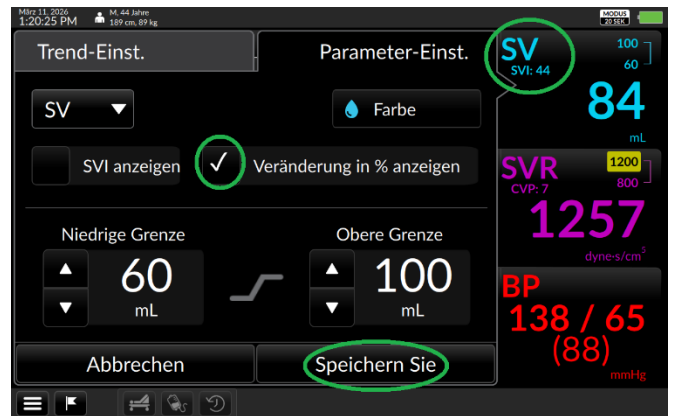 März 11, 2026
1:20:25 PM
M, 44 Jahre
189 cm, 89 kg
MODUS
20 SEK
Trend-Einst.
Parameter-Einst.
SV
Farbe
SVI anzeigen
Veränderung in % anzeigen
Niedrige Grenze
60
mL
Obere Grenze
100
mL
Abbrechen
Speichern Sie
SV
SVI: 44
100
60
84
mL
SVR
CVP: 7
1200
800
1257
dyne-s/cm⁵
BP
138 / 65
(88)
mmHg